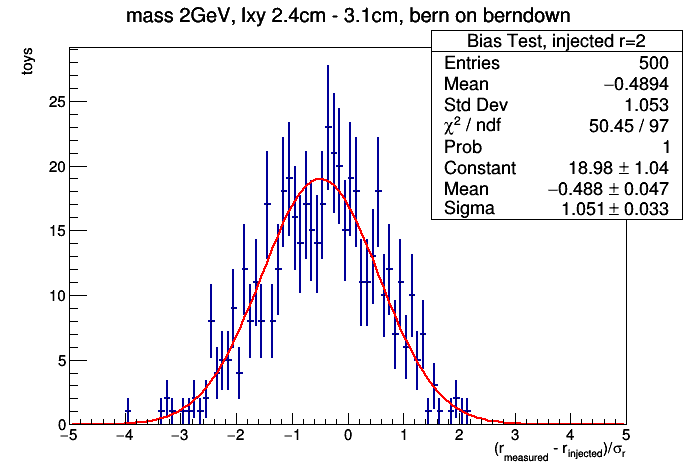 mass 2GeV, lxy 2.4cm - 3.1cm, bern on berndown
Bias Test, injected r=2
Entries 500
Mean −0.4894
Std Dev 1.053
χ² / ndf 50.45 / 97
Prob 1
Constant 18.98 ± 1.04
Mean −0.488 ± 0.047
Sigma 1.051 ± 0.033
toys
25
20
15
10
5
0
−5 −4 −3 −2 −1 0 1 2 3 4 5
(r_measured - r_injected)/σ_r